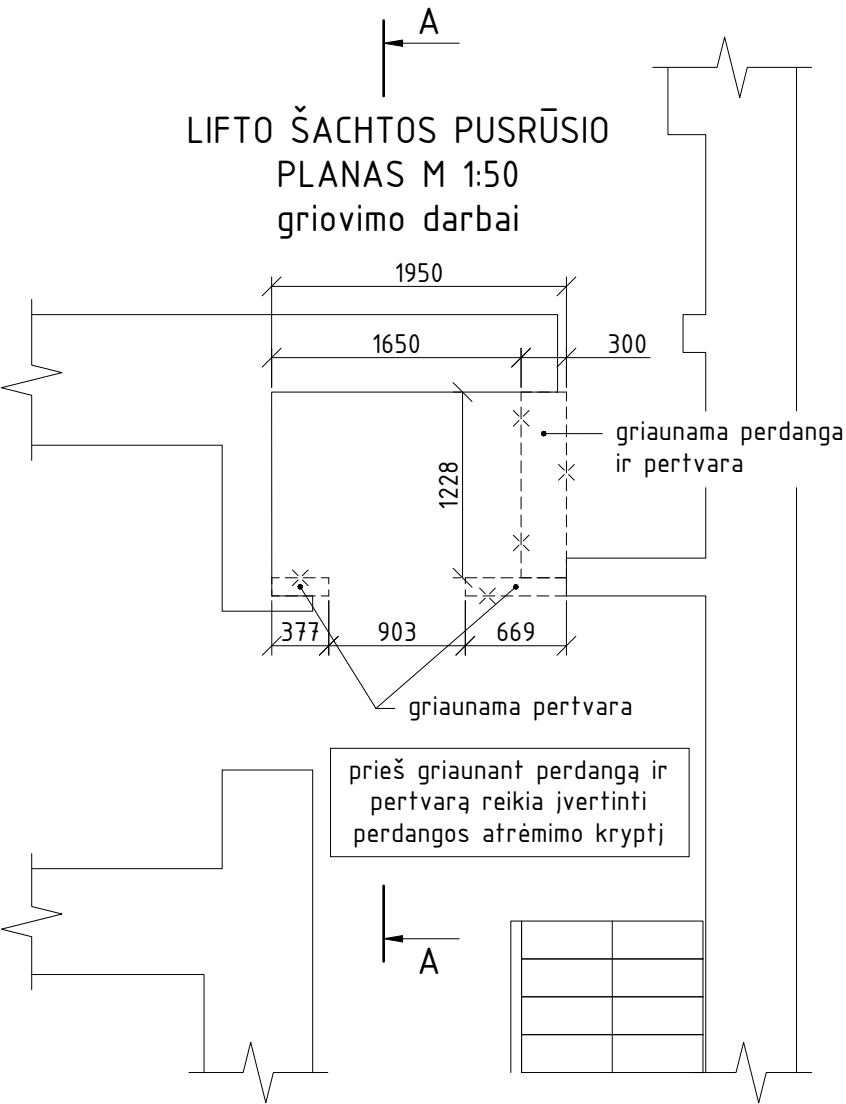 A
LIFTO ŠACHTOS PUSRŪSIO
PLANAS M 1:50
griovimo darbai
1950
1650
300
griaunama perdanga
ir pertvara
1228
377
903
669
griaunama pertvara
prieš griaunant perdangą ir
pertvarą reikia įvertinti
perdangos atrėmimo kryptį
A